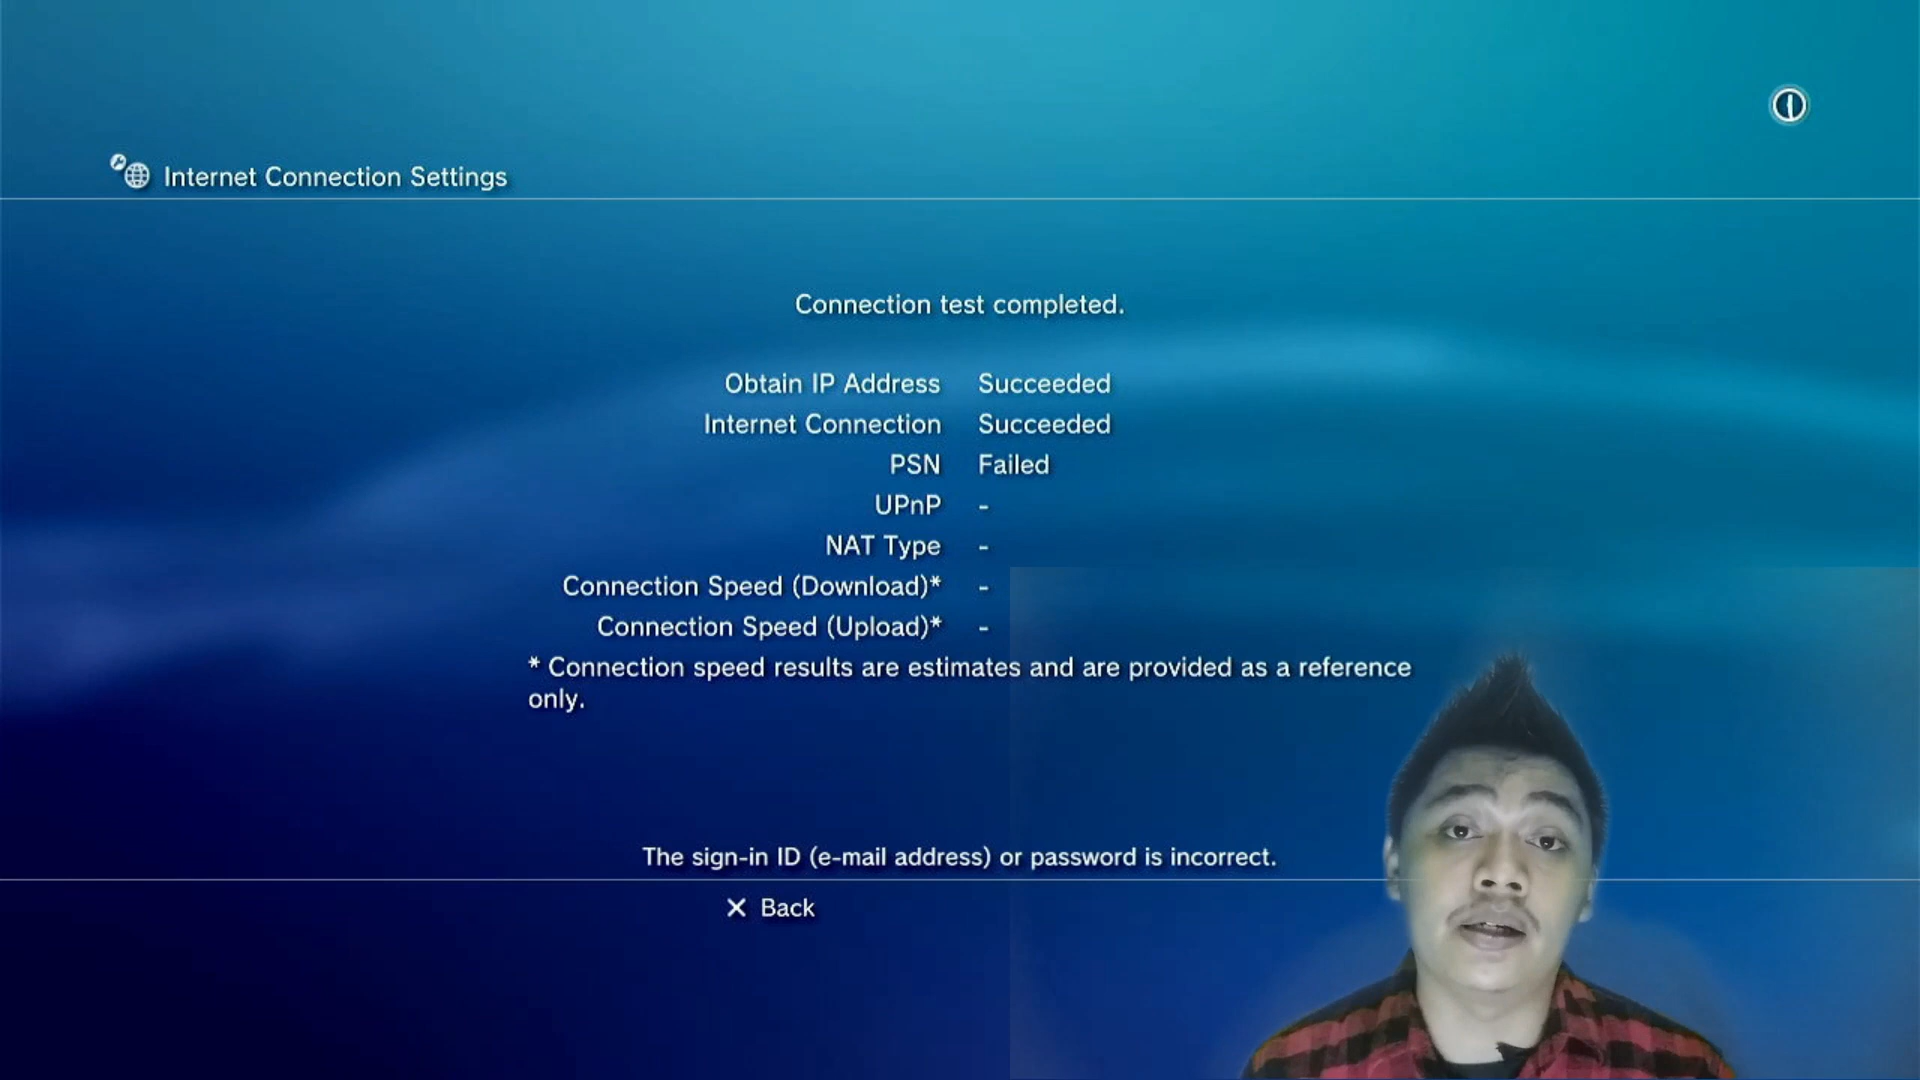 Internet Connection Settings
Connection test completed.
Obtain IP Address Succeeded
Internet Connection Succeeded
PSN Failed
UPnP -
NAT Type -
Connection Speed (Download)* -
Connection Speed (Upload)* -
* Connection speed results are estimates and are provided as a reference
only.
The sign-in ID (e-mail address) or password is incorrect.
✕ Back